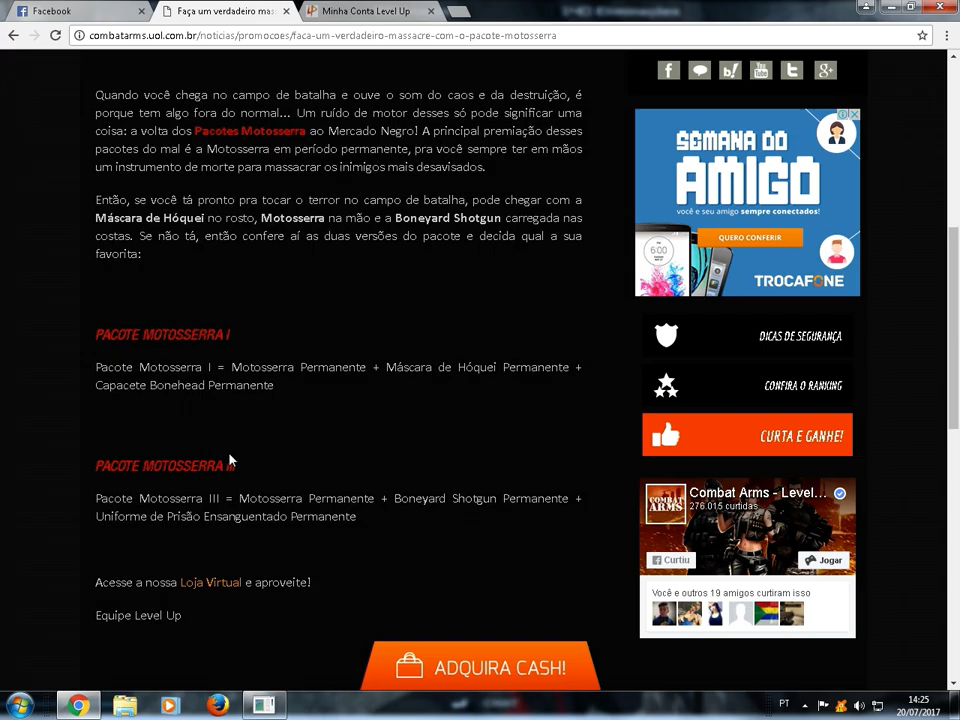 Facebook
Faça um verdadeiro mas
Minha Conta Level Up
combatarms.uol.com.br/noticias/promocoes/faca-um-verdadeiro-massacre-com-o-pacote-motosserra
Quando você chega no campo de batalha e ouve o som do caos e da destruição, é
porque tem algo fora do normal... Um ruído de motor desses só pode significar uma
coisa: a volta dos Pacotes Motosserra ao Mercado Negro! A principal premiação desses
pacotes do mal é a Motosserra em período permanente, pra você sempre ter em mãos
um instrumento de morte para massacrar os inimigos mais desavisados.
Então, se você tá pronto pra tocar o terror no campo de batalha, pode chegar com a
Máscara de Hóquei no rosto, Motosserra na mão e a Boneyard Shotgun carregada nas
costas. Se não tá, então confere aí as duas versões do pacote e decida qual a sua
favorita:
PACOTE MOTOSSERRA I
Pacote Motosserra I = Motosserra Permanente + Máscara de Hóquei Permanente +
Capacete Bonehead Permanente
PACOTE MOTOSSERRA III
Pacote Motosserra III = Motosserra Permanente + Boneyard Shotgun Permanente +
Uniforme de Prisão Ensanguentado Permanente
Acesse a nossa Loja Virtual e aproveite!
Equipe Level Up
ADQUIRA CASH!
f b! You Tube t g+
SEMANA DO
AMIGO
você e seu amigo sempre conectados!
QUERO CONFERIR
6:00
TROCAFONE
DICAS DE SEGURANÇA
CONFIRA O RANKING
CURTA E GANHE!
COMBAT ARMS
Combat Arms - Level...
276.015 curtidas
Curtiu
Jogar
Você e outros 19 amigos curtiram isso
PT
14:25
20/07/2017